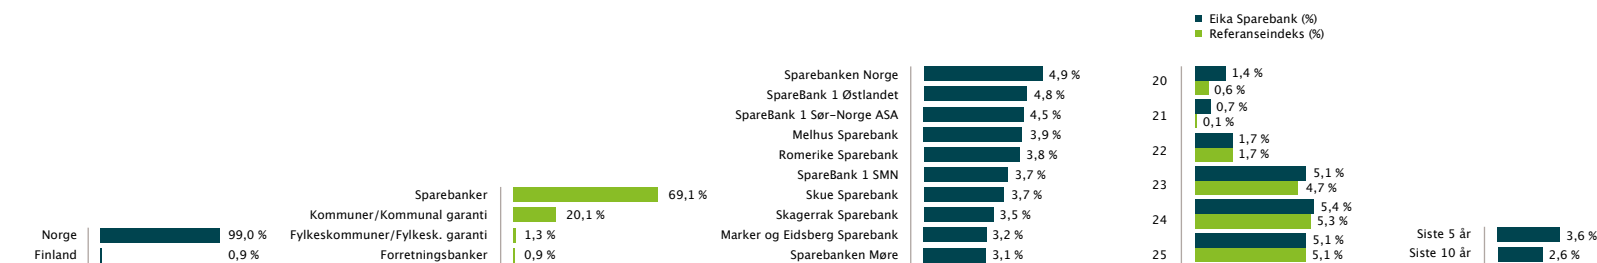 Eika Sparebank (%)
Referanseindeks (%)
Norge 99,0 %
Finland 0,9 %
Sparebanker 69,1 %
Kommuner/Kommunal garanti 20,1 %
Fylkeskommuner/Fylkesk. garanti 1,3 %
Forretningsbanker 0,9 %
Sparebanken Norge 4,9 %
SpareBank 1 Østlandet 4,8 %
SpareBank 1 Sør-Norge ASA 4,5 %
Melhus Sparebank 3,9 %
Romerike Sparebank 3,8 %
SpareBank 1 SMN 3,7 %
Skue Sparebank 3,7 %
Skagerrak Sparebank 3,5 %
Marker og Eidsberg Sparebank 3,2 %
Sparebanken Møre 3,1 %
20 1,4 %
0,6 %
21 0,7 %
0,1 %
22 1,7 %
1,7 %
23 5,1 %
4,7 %
24 5,4 %
5,3 %
25 5,1 %
5,1 %
Siste 5 år 3,6 %
Siste 10 år 2,6 %